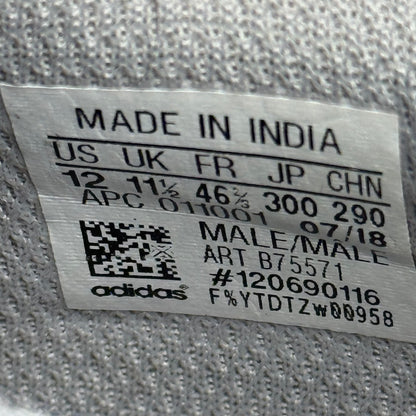 MADE IN INDIA
US UK FR JP CHN
12 11½ 46⅔ 300 290
APC 011001 07/18
MALE/MALE
ART B75571
#120690116
adidas F%YTDTZW00958